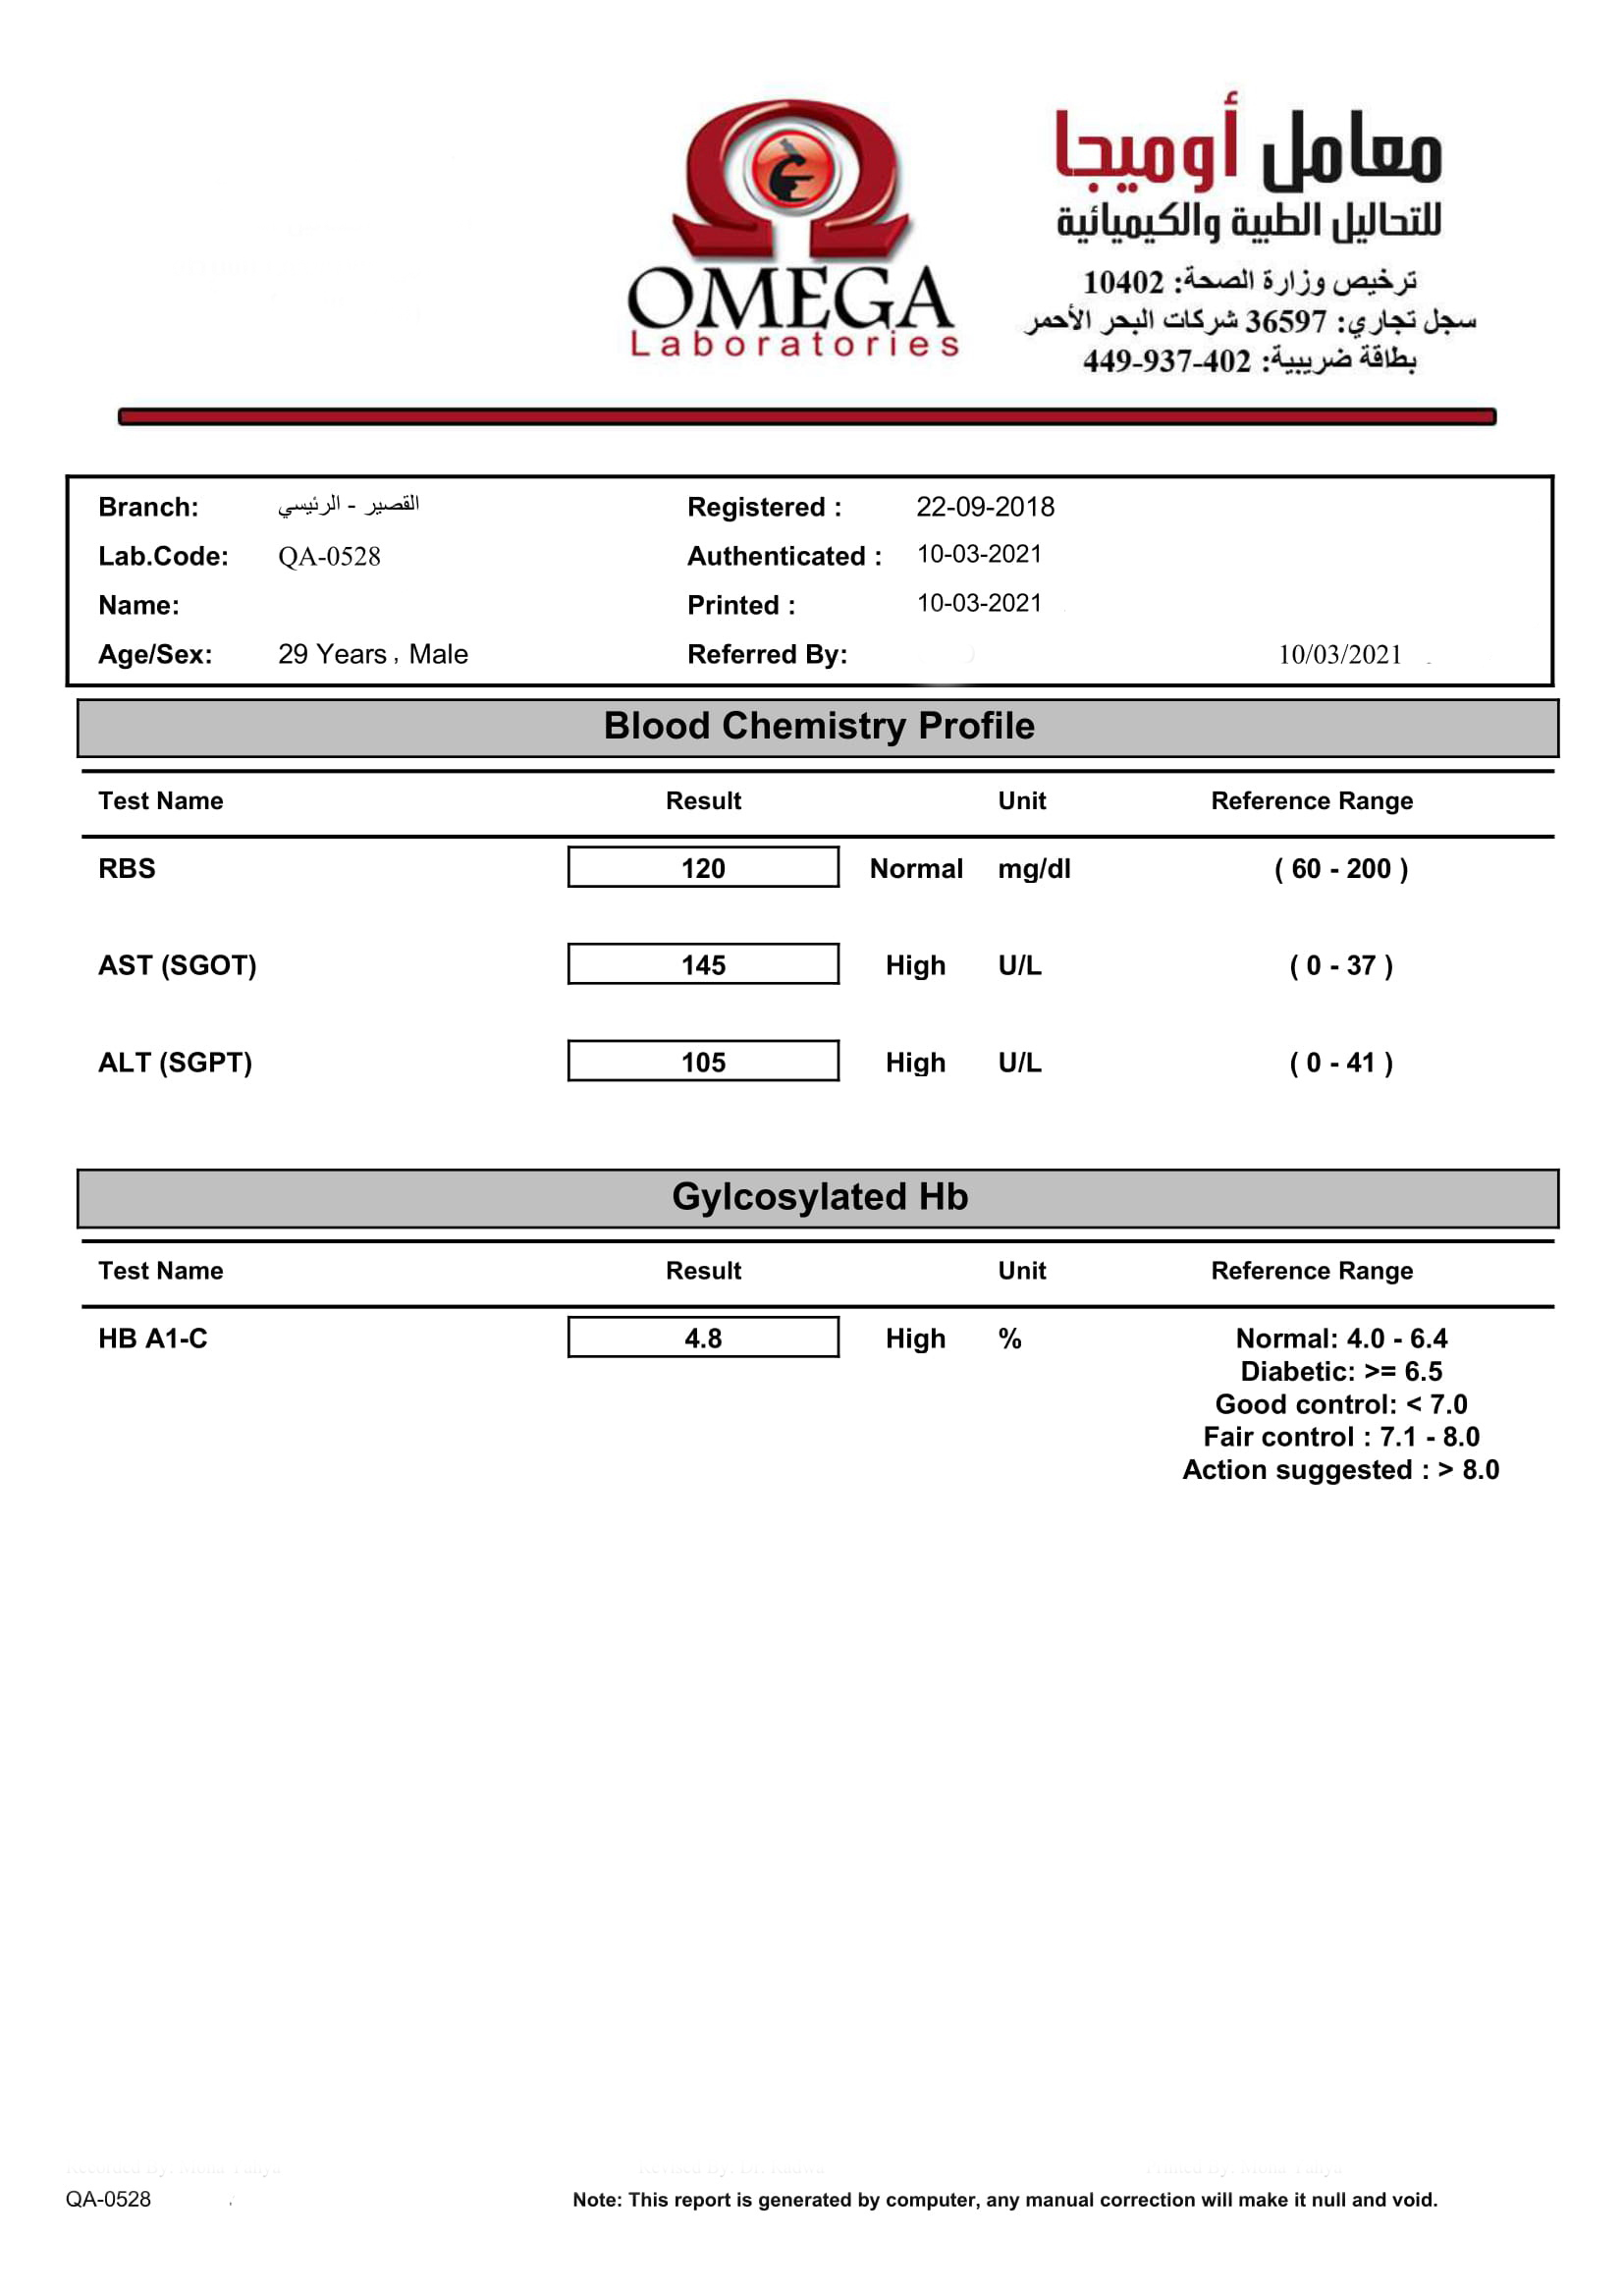 OMEGA
Laboratories
معامل أوميجا
للتحاليل الطبية والكيميائية
ترخيص وزارة الصحة: 10402
سجل تجاري: 36597 شركات البحر الأحمر
بطاقة ضريبية: 402-937-449
Branch: القصير - الرئيسي Registered : 22-09-2018
Lab.Code: QA-0528 Authenticated : 10-03-2021
Name: Printed : 10-03-2021
Age/Sex: 29 Years , Male Referred By: 10/03/2021
Blood Chemistry Profile
Test Name Result Unit Reference Range
RBS 120 Normal mg/dl ( 60 - 200 )
AST (SGOT) 145 High U/L ( 0 - 37 )
ALT (SGPT) 105 High U/L ( 0 - 41 )
Gylcosylated Hb
Test Name Result Unit Reference Range
HB A1-C 4.8 High % Normal: 4.0 - 6.4
Diabetic: >= 6.5
Good control: < 7.0
Fair control : 7.1 - 8.0
Action suggested : > 8.0
QA-0528 Note: This report is generated by computer, any manual correction will make it null and void.